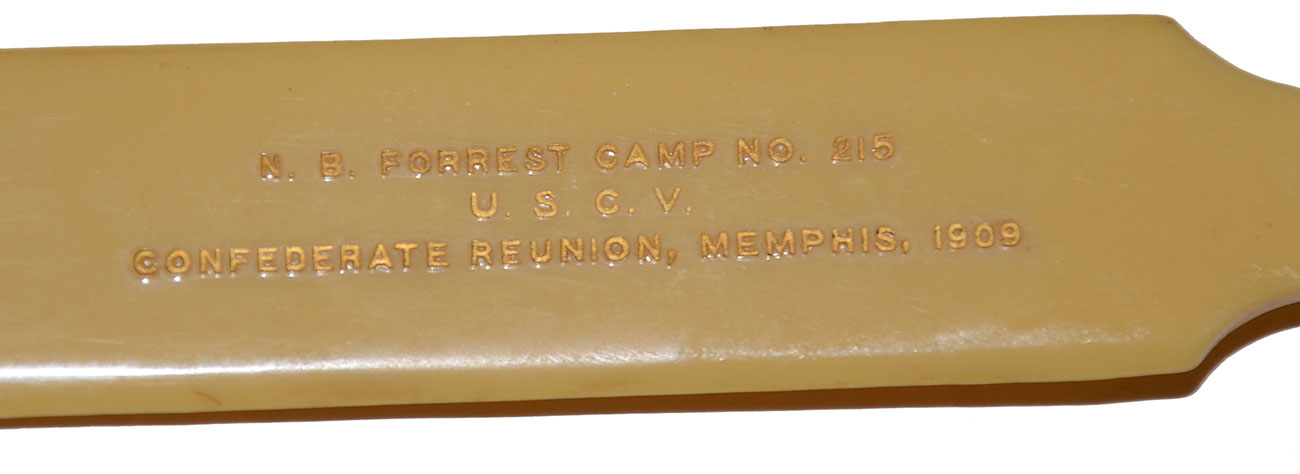 N. B. FORREST CAMP NO. 215
U. S. C. V.
CONFEDERATE REUNION, MEMPHIS, 1909